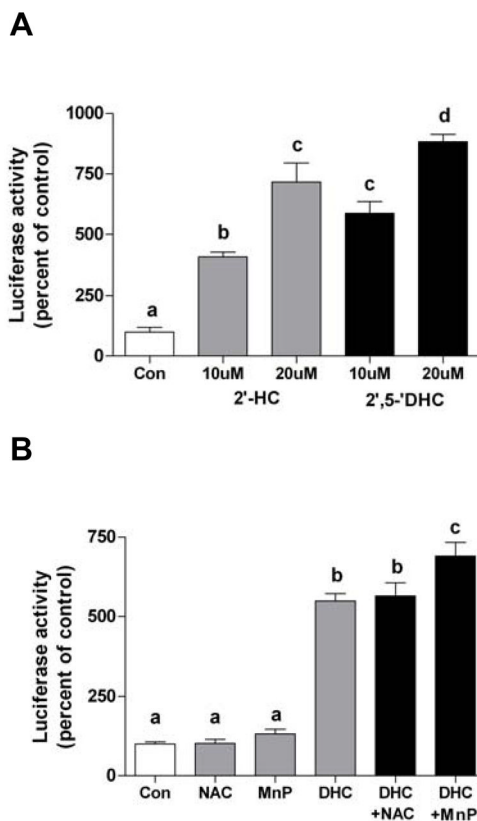 A
Luciferase activity
(percent of control)
1000
750
500
250
0
a
b
c
c
d
Con
10uM
20uM
10uM
20uM
2'-HC
2',5-'DHC
B
Luciferase activity
(percent of control)
750
500
250
0
a
a
a
b
b
c
Con
NAC
MnP
DHC
DHC
+NAC
DHC
+MnP